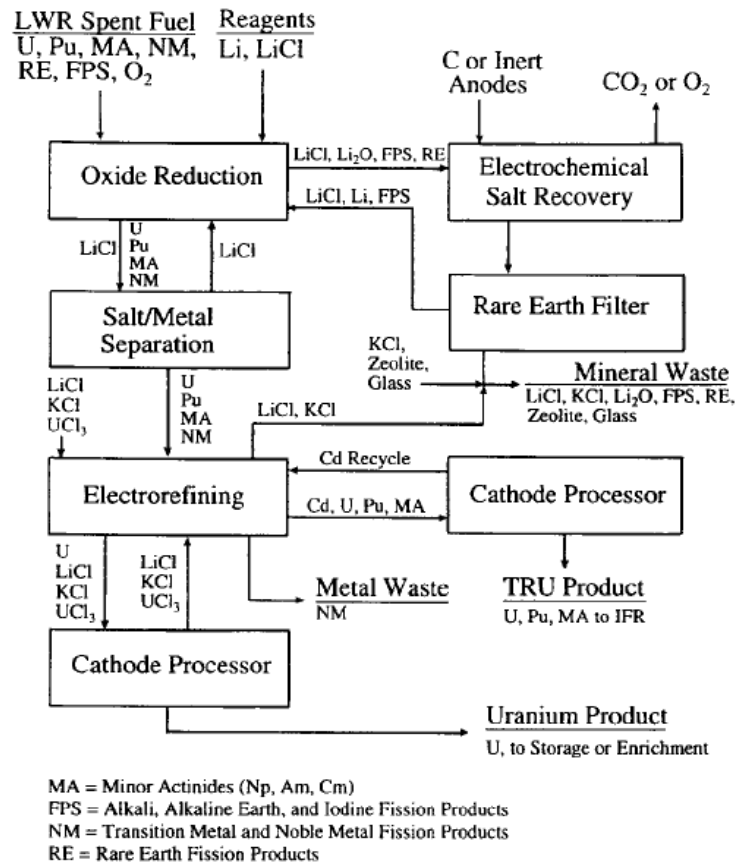 LWR Spent Fuel
U, Pu, MA, NM,
RE, FPS, O₂
Reagents
Li, LiCl
C or Inert
Anodes
CO₂ or O₂
Oxide Reduction
LiCl, Li₂O, FPS, RE
Electrochemical
Salt Recovery
LiCl, Li, FPS
LiCl
U
Pu
MA
NM
LiCl
Salt/Metal
Separation
Rare Earth Filter
KCl,
Zeolite,
Glass
Mineral Waste
LiCl, KCl, Li₂O, FPS, RE,
Zeolite, Glass
LiCl
KCl
UCl₃
U
Pu
MA
NM
LiCl, KCl
Electrorefining
Cd Recycle
Cd, U, Pu, MA
Cathode Processor
U
LiCl
KCl
UCl₃
LiCl
KCl
UCl₃
Metal Waste
NM
TRU Product
U, Pu, MA to IFR
Cathode Processor
Uranium Product
U, to Storage or Enrichment
MA = Minor Actinides (Np, Am, Cm)
FPS = Alkali, Alkaline Earth, and Iodine Fission Products
NM = Transition Metal and Noble Metal Fission Products
RE = Rare Earth Fission Products